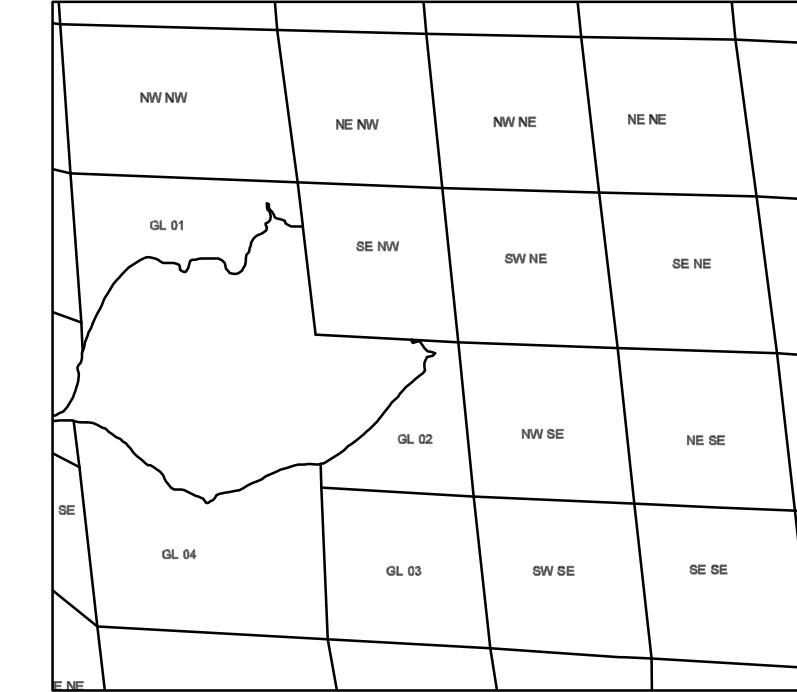 NW NW
NE NW
NW NE
NE NE
GL 01
SE NW
SW NE
SE NE
GL 02
NW SE
NE SE
SE
GL 04
GL 03
SW SE
SE SE
E NE